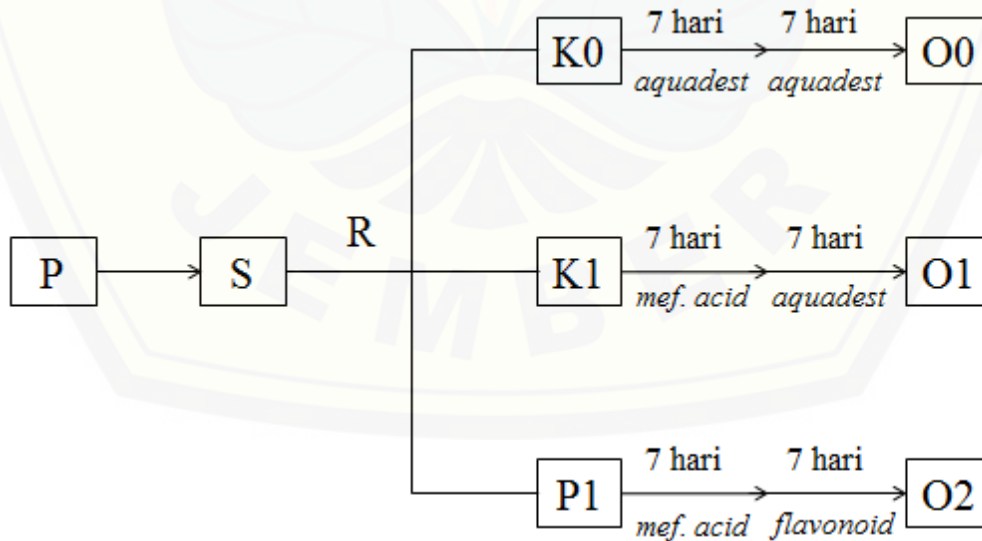 7 hari 7 hari
K0 O0
aquadest aquadest
R
7 hari 7 hari
P S K1 O1
mef. acid aquadest
JEMBER
7 hari 7 hari
P1 O2
mef. acid flavonoid